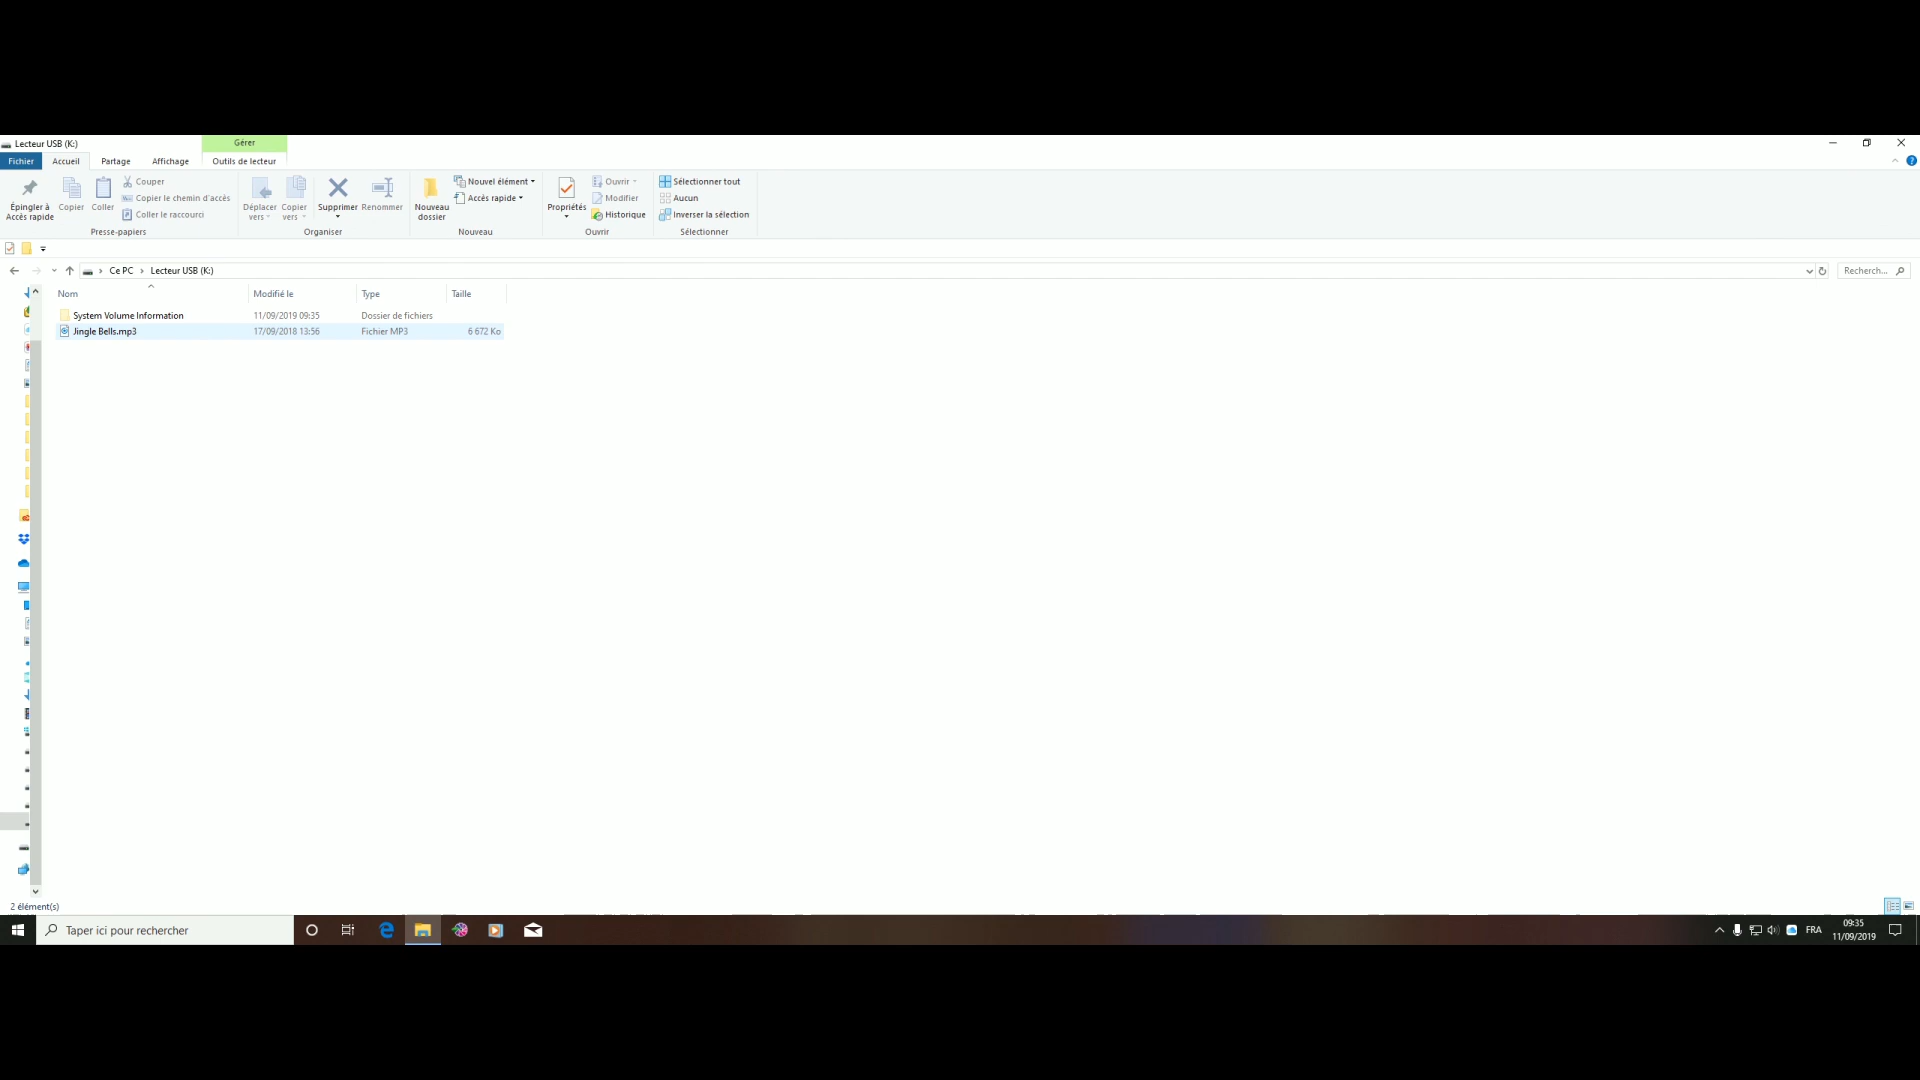 Lecteur USB (K:)
Gérer
Fichier
Accueil
Partage
Affichage
Outils de lecteur
Épingler à
Accès rapide
Copier
Coller
Couper
Copier le chemin d'accès
Coller le raccourci
Presse-papiers
Déplacer
vers
Copier
vers
Supprimer
Renommer
Organiser
Nouveau
dossier
Nouvel élément
Accès rapide
Nouveau
Propriétés
Ouvrir
Modifier
Historique
Ouvrir
Sélectionner tout
Aucun
Inverser la sélection
Sélectionner
Ce PC > Lecteur USB (K:)
Recherch...
Nom Modifié le Type Taille
System Volume Information 11/09/2019 09:35 Dossier de fichiers
Jingle Bells.mp3 17/09/2018 13:56 Fichier MP3 6 672 Ko
2 élément(s)
Taper ici pour rechercher
FRA
09:35
11/09/2019